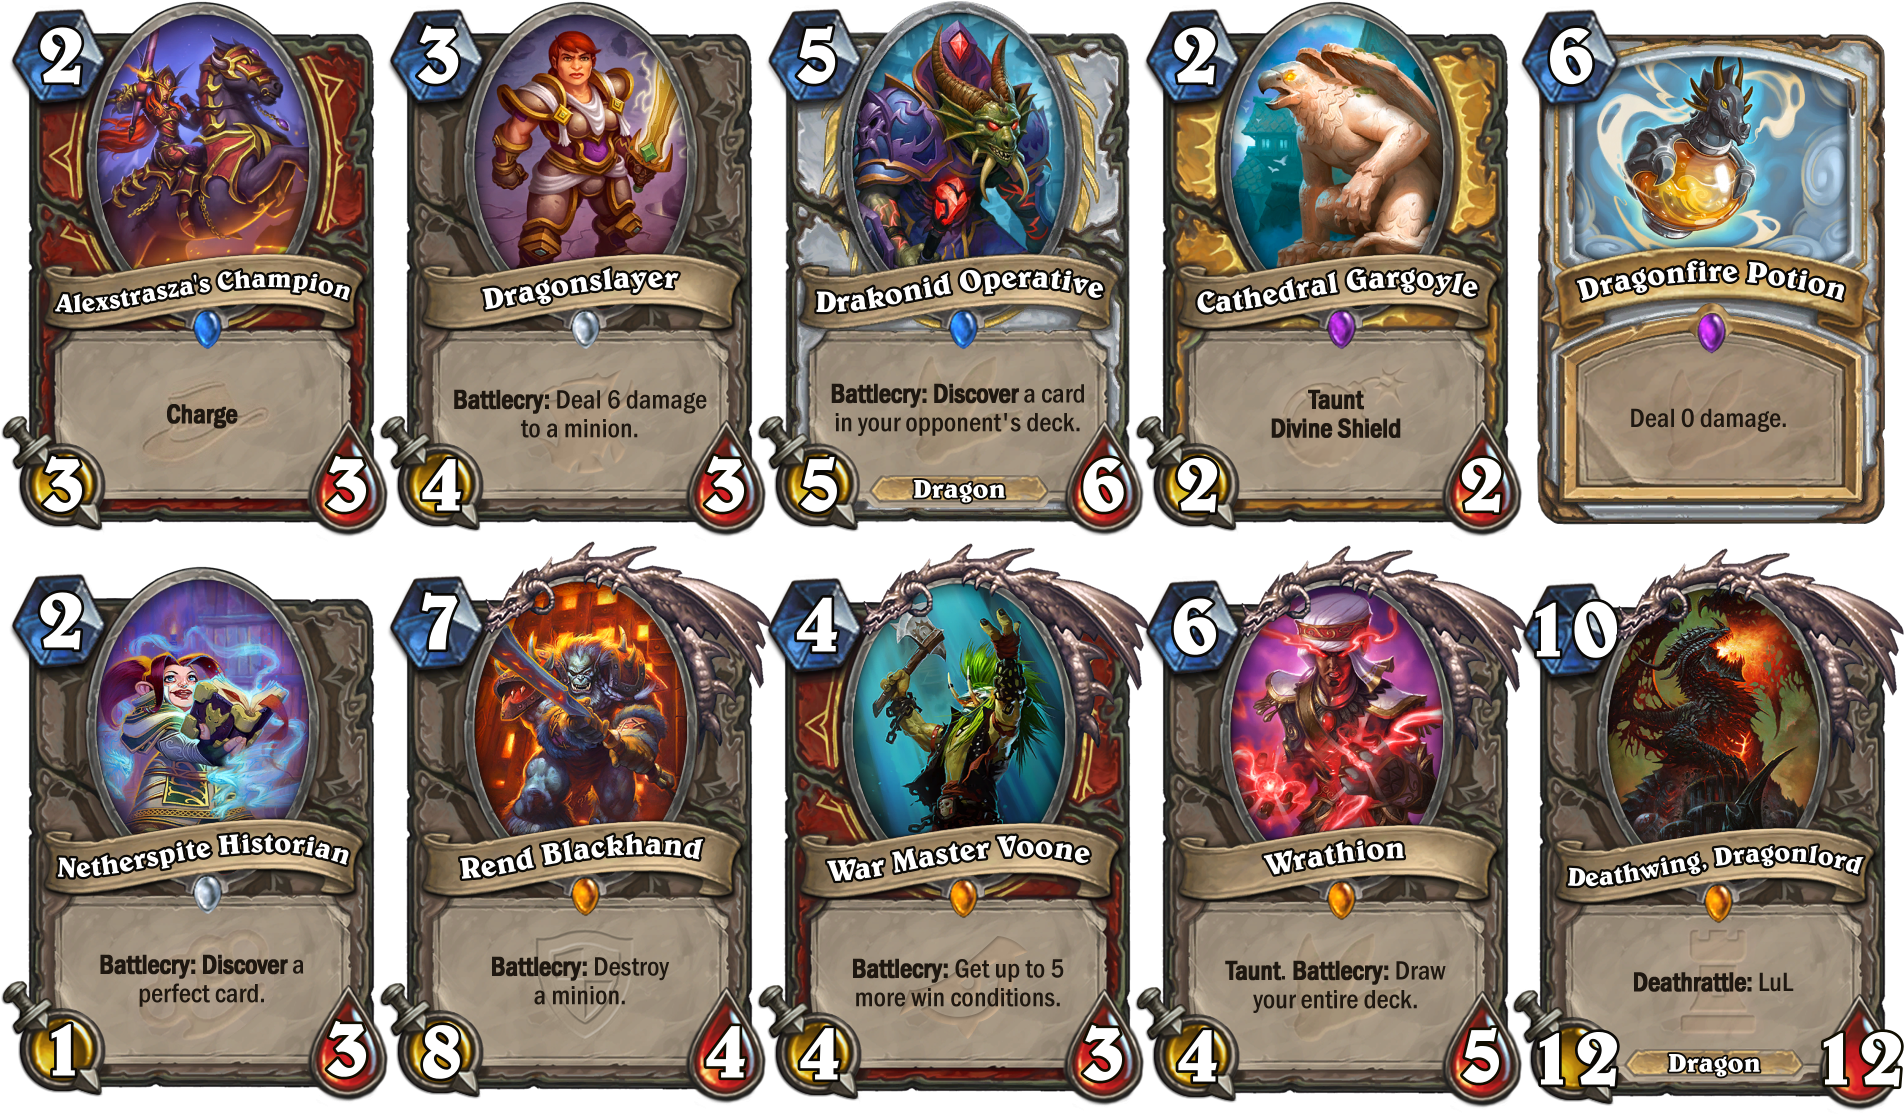 2
Alexstrasza's Champion
Charge
3
3
3
Dragonslayer
Battlecry: Deal 6 damage
to a minion.
4
3
5
Drakonid Operative
Battlecry: Discover a card
in your opponent's deck.
5
Dragon
6
2
Cathedral Gargoyle
Taunt
Divine Shield
2
2
6
Dragonfire Potion
Deal 0 damage.
2
Netherspite Historian
Battlecry: Discover a
perfect card.
1
3
7
Rend Blackhand
Battlecry: Destroy
a minion.
8
4
4
War Master Voone
Battlecry: Get up to 5
more win conditions.
4
3
6
Wrathion
Taunt. Battlecry: Draw
your entire deck.
4
5
10
Deathwing, Dragonlord
Deathrattle: LuL
12
Dragon
12